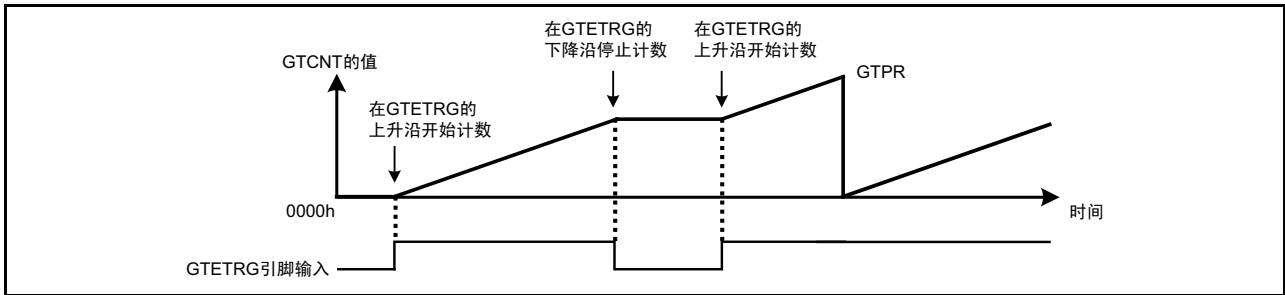 在GTETRG的
下降沿停止计数
在GTETRG的
上升沿开始计数
GTCNT的值
GTPR
在GTETRG的
上升沿开始计数
0000h
时间
GTETRG引脚输入